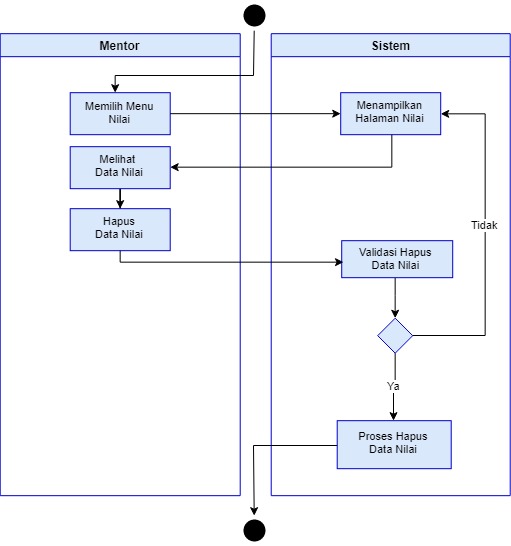 Mentor
Sistem
Memilih Menu
Nilai
Menampilkan
Halaman Nilai
Melihat
Data Nilai
Hapus
Data Nilai
Tidak
Validasi Hapus
Data Nilai
Ya
Proses Hapus
Data Nilai